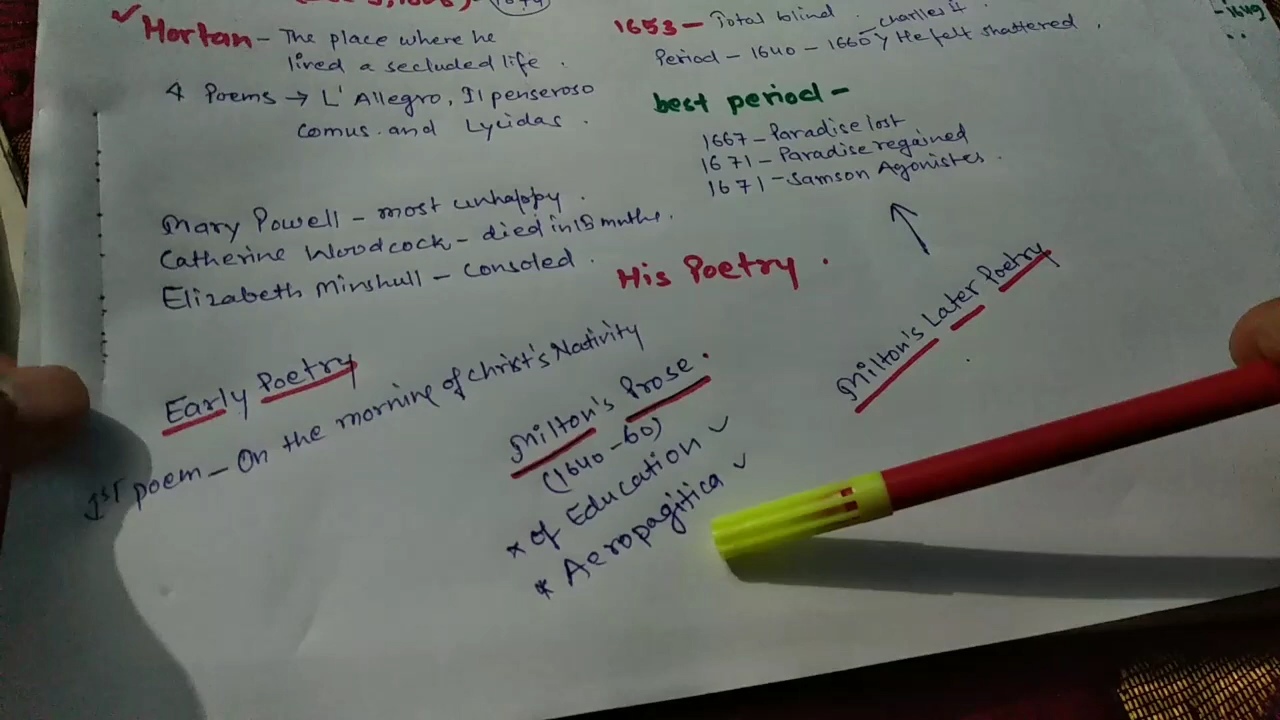 ✓ Hortan – The place where he
lived a secluded life .
4 Poems → L' Allegro, Il penseroso
comus. and Lycidas .
1653 – Total blind .
Charles II .
Period – 1640 – 1660 } He felt shattered .
-1649
best period –
1667 – Paradise lost
1671 – Paradise regained
1671 – Samson Agonistes .
Mary Powell – most unhappy .
Catherine Woodcock – died in 15 months.
Elizabeth Minshull – consoled .
His Poetry .
Early Poetry
1st poem – On the morning of christ's Nativity
Milton's Prose .
(1640 – 60)
* Of Education ✓
* Aeropagitica ✓
Milton's Later Poetry